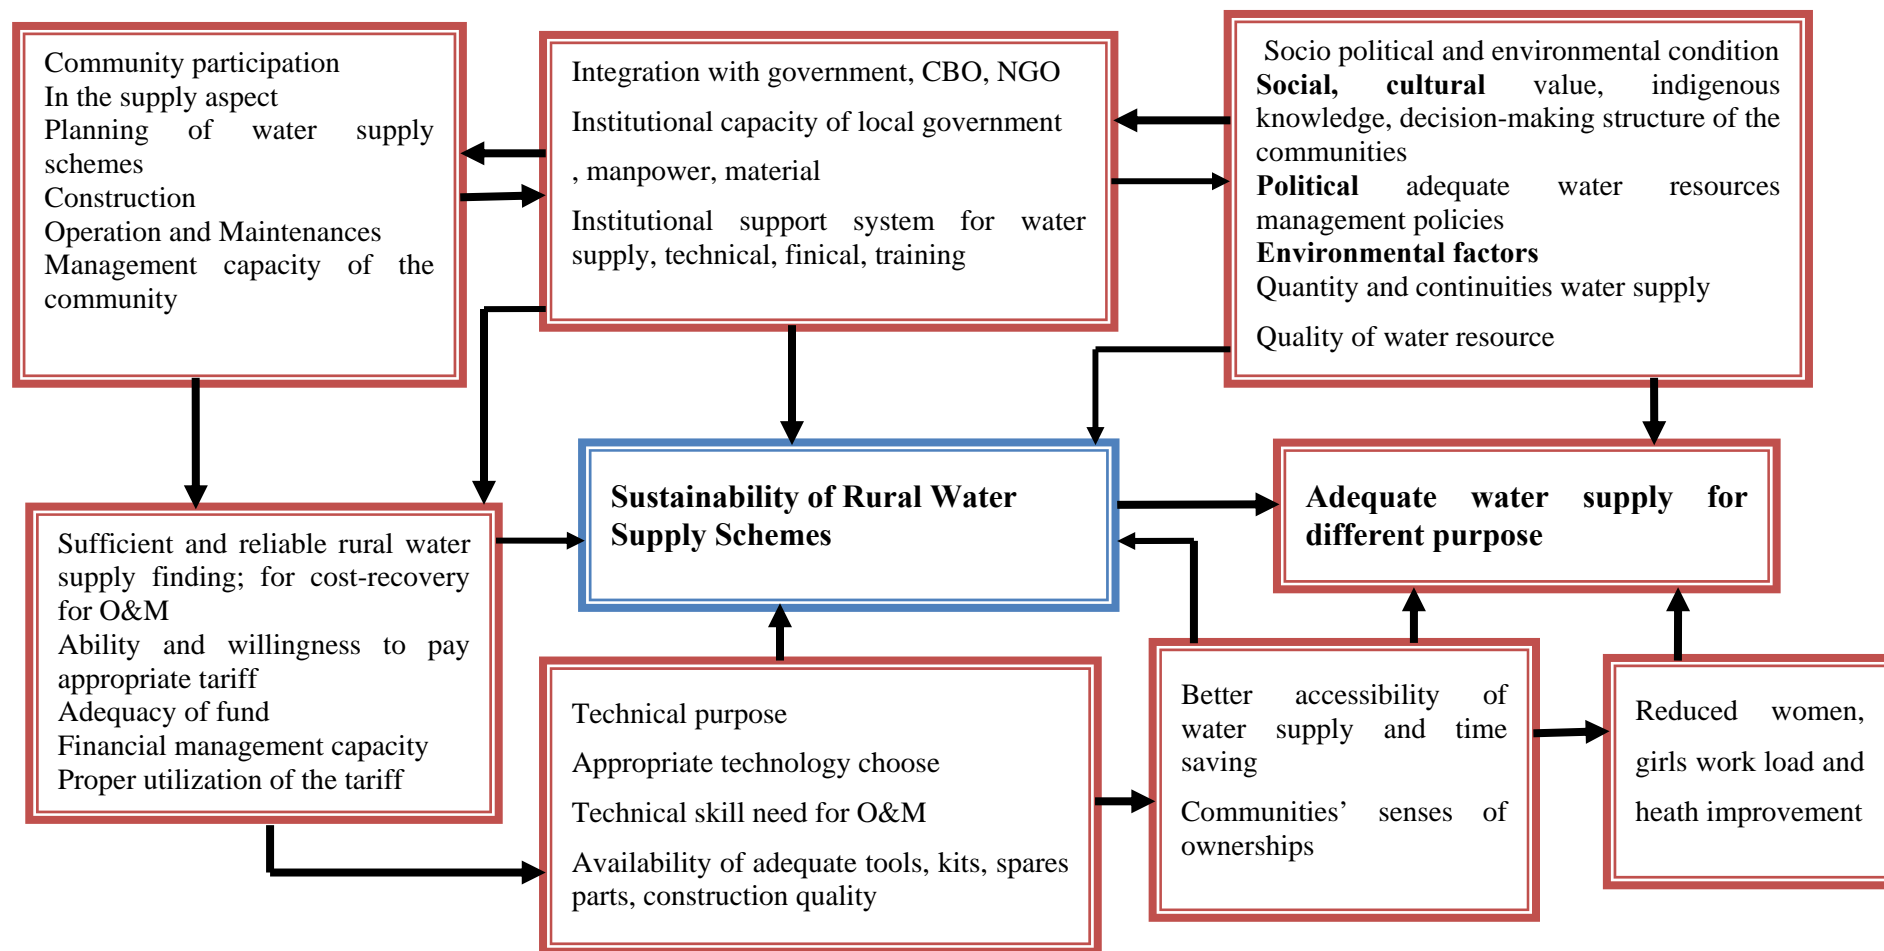 Community participation
In the supply aspect
Planning of water supply
schemes
Construction
Operation and Maintenances
Management capacity of the
community
Integration with government, CBO, NGO
Institutional capacity of local government
, manpower, material
Institutional support system for water
supply, technical, finical, training
Socio political and environmental condition
Social, cultural value, indigenous
knowledge, decision-making structure of the
communities
Political adequate water resources
management policies
Environmental factors
Quantity and continuities water supply
Quality of water resource
Sustainability of Rural Water
Supply Schemes
Adequate water supply for
different purpose
Sufficient and reliable rural water
supply finding; for cost-recovery
for O&M
Ability and willingness to pay
appropriate tariff
Adequacy of fund
Financial management capacity
Proper utilization of the tariff
Technical purpose
Appropriate technology choose
Technical skill need for O&M
Availability of adequate tools, kits, spares
parts, construction quality
Better accessibility of
water supply and time
saving
Communities’ senses of
ownerships
Reduced women,
girls work load and
heath improvement